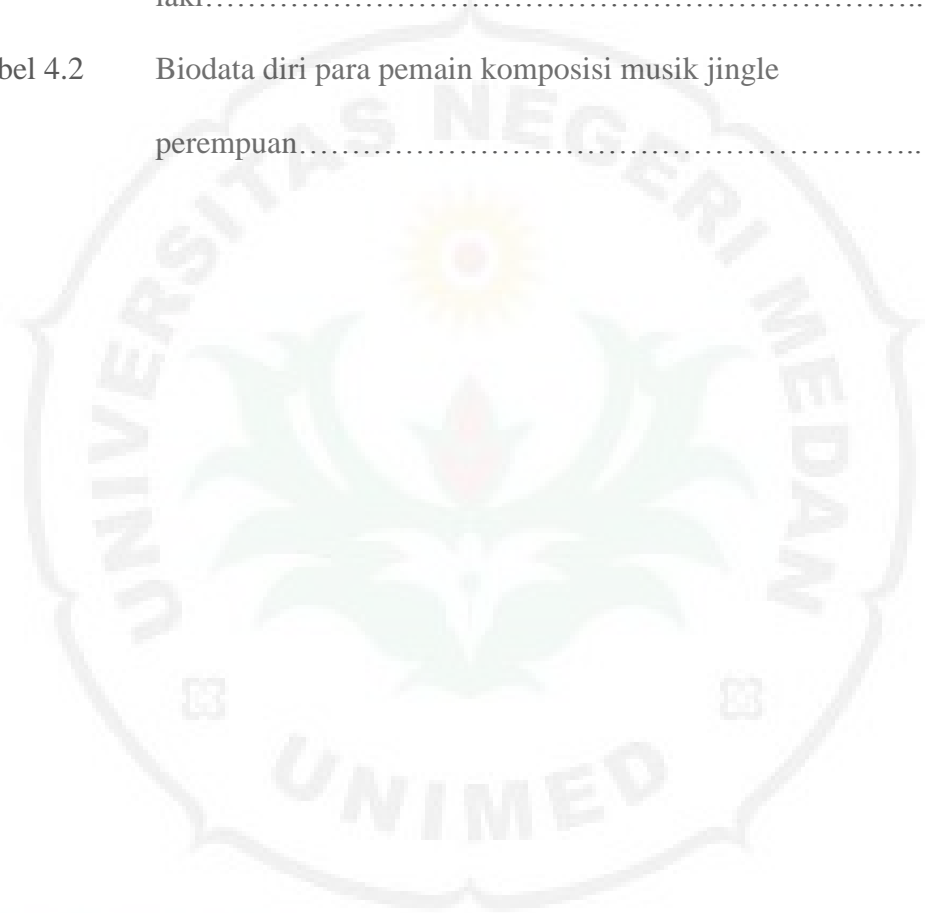 laki……………………………………………………………..
bel 4.2 Biodata diri para pemain komposisi musik jingle
perempuan……………………………………………………..
UNIVERSITAS NEGERI MEDAN
UNIMED